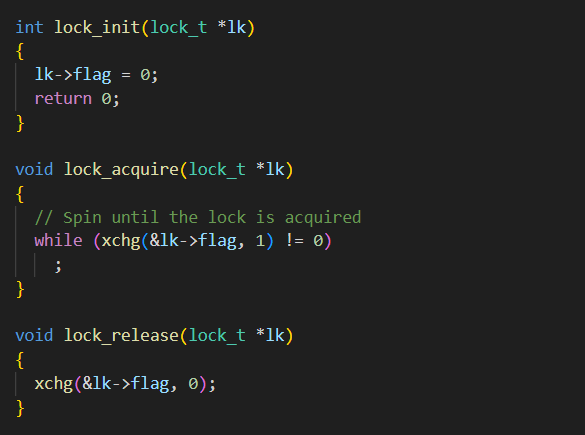 int lock_init(lock_t *lk)
{
lk->flag = 0;
return 0;
}
void lock_acquire(lock_t *lk)
{
// Spin until the lock is acquired
while (xchg(&lk->flag, 1) != 0)
;
}
void lock_release(lock_t *lk)
{
xchg(&lk->flag, 0);
}